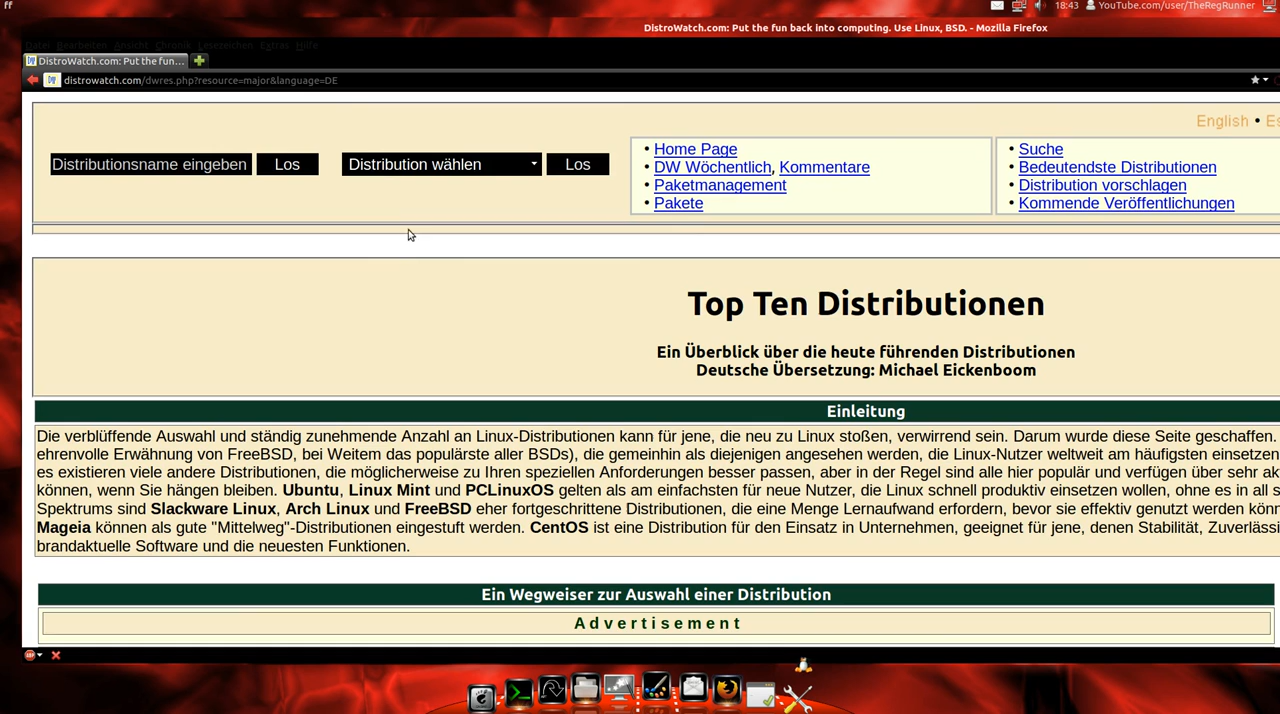 ff
18:43 YouTube.com/user/TheRegRunner
DistroWatch.com: Put the fun back into computing. Use Linux, BSD. - Mozilla Firefox
Datei Bearbeiten Ansicht Chronik Lesezeichen Extras Hilfe
DistroWatch.com: Put the fun...
distrowatch.com/dwres.php?resource=major&language=DE
English • Es
Distributionsname eingeben Los Distribution wählen Los
• Home Page
• DW Wöchentlich, Kommentare
• Paketmanagement
• Pakete
• Suche
• Bedeutendste Distributionen
• Distribution vorschlagen
• Kommende Veröffentlichungen
Top Ten Distributionen
Ein Überblick über die heute führenden Distributionen
Deutsche Übersetzung: Michael Eickenboom
Einleitung
Die verblüffende Auswahl und ständig zunehmende Anzahl an Linux-Distributionen kann für jene, die neu zu Linux stoßen, verwirrend sein. Darum wurde diese Seite geschaffen.
ehrenvolle Erwähnung von FreeBSD, bei Weitem das populärste aller BSDs), die gemeinhin als diejenigen angesehen werden, die Linux-Nutzer weltweit am häufigsten einsetzen
es existieren viele andere Distributionen, die möglicherweise zu Ihren speziellen Anforderungen besser passen, aber in der Regel sind alle hier populär und verfügen über sehr ak
können, wenn Sie hängen bleiben. Ubuntu, Linux Mint und PCLinuxOS gelten als am einfachsten für neue Nutzer, die Linux schnell produktiv einsetzen wollen, ohne es in all s
Spektrums sind Slackware Linux, Arch Linux und FreeBSD eher fortgeschrittene Distributionen, die eine Menge Lernaufwand erfordern, bevor sie effektiv genutzt werden könn
Mageia können als gute "Mittelweg"-Distributionen eingestuft werden. CentOS ist eine Distribution für den Einsatz in Unternehmen, geeignet für jene, denen Stabilität, Zuverlässi
brandaktuelle Software und die neuesten Funktionen.
Ein Wegweiser zur Auswahl einer Distribution
Advertisement